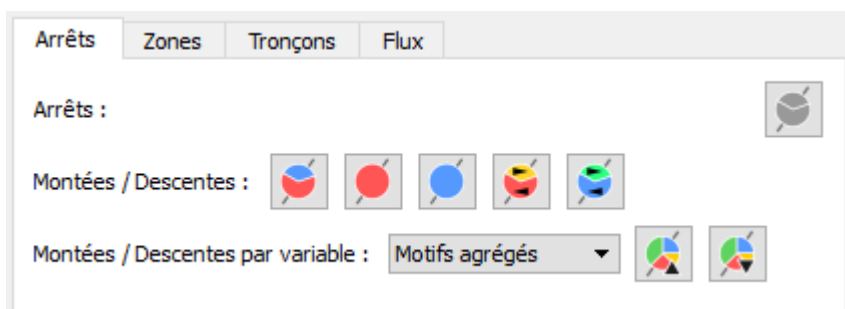 Arrêts Zones Tronçons Flux
Arrêts :
Montées / Descentes :
Montées / Descentes par variable : Motifs agrégés